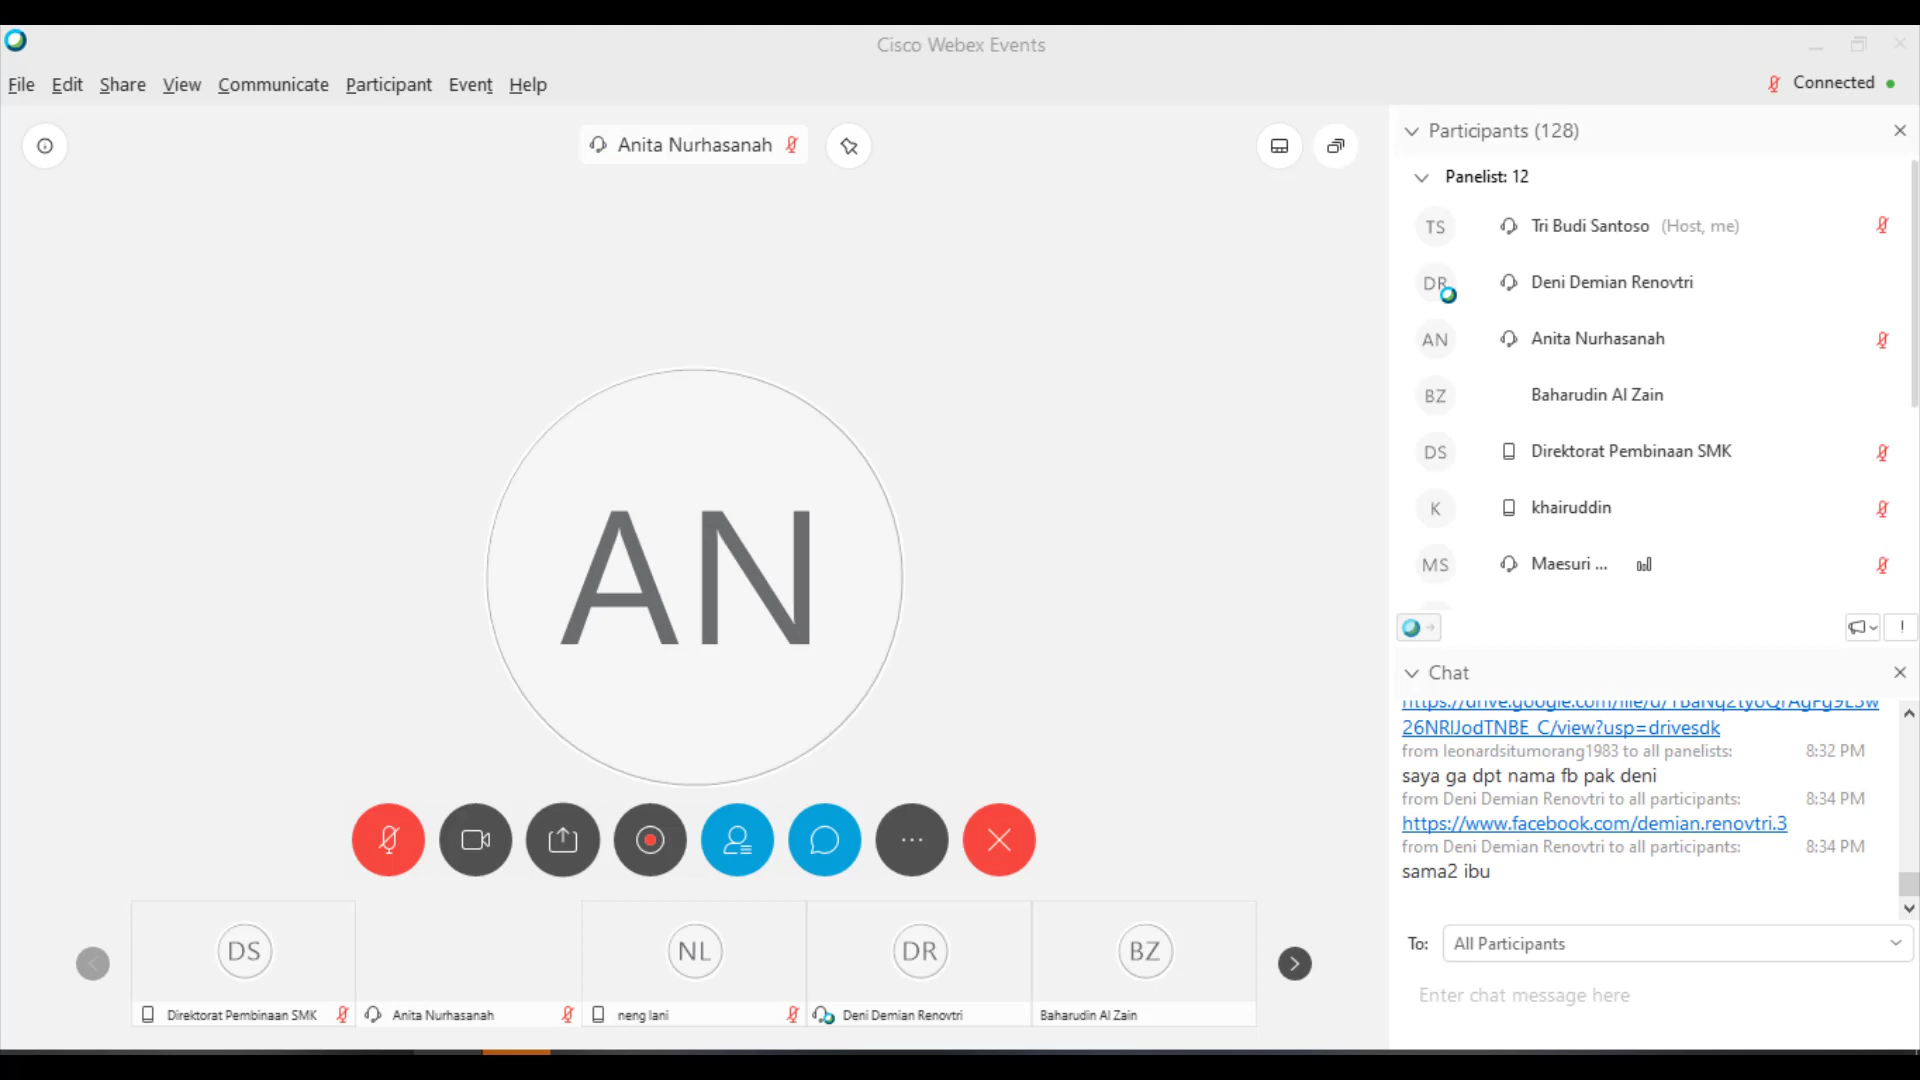 Cisco Webex Events
File Edit Share View Communicate Participant Event Help
Connected
Anita Nurhasanah
Participants (128)
Panelist: 12
TS Tri Budi Santoso (Host, me)
DR Deni Demian Renovtri
AN Anita Nurhasanah
BZ Baharudin Al Zain
DS Direktorat Pembinaan SMK
K khairuddin
MS Maesuri ...
AN
Chat
26NRlJodTNBE_C/view?usp=drivesdk
from leonardsitumorang1983 to all panelists: 8:32 PM
saya ga dpt nama fb pak deni
from Deni Demian Renovtri to all participants: 8:34 PM
https://www.facebook.com/demian.renovtri.3
from Deni Demian Renovtri to all participants: 8:34 PM
sama2 ibu
To: All Participants
Enter chat message here
DS
NL
DR
BZ
Direktorat Pembinaan SMK
Anita Nurhasanah
neng lani
Deni Demian Renovtri
Baharudin Al Zain